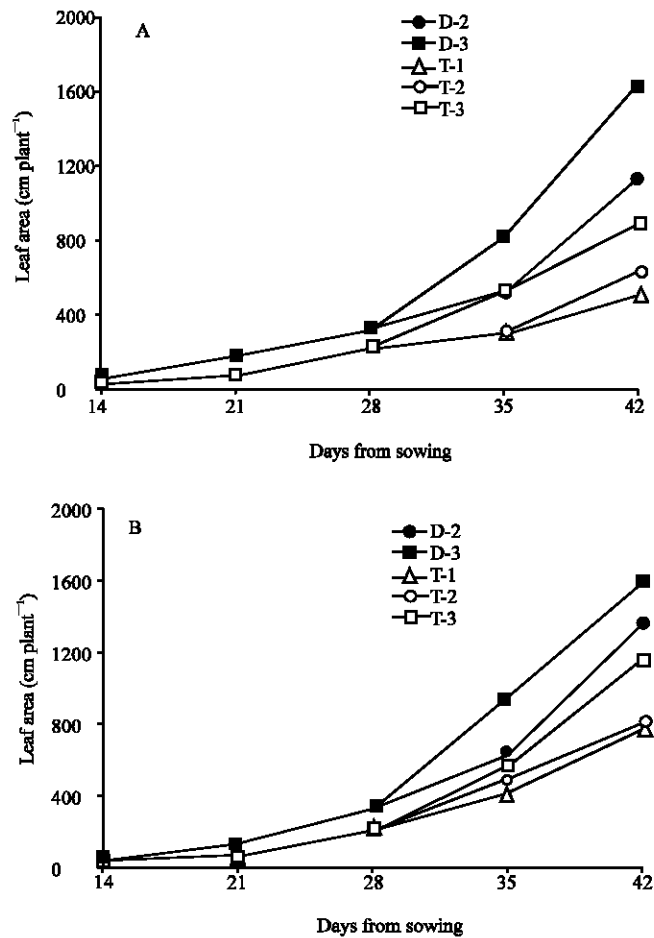 A
D-2
D-3
T-1
T-2
T-3
2000
1600
1200
800
400
0
Leaf area (cm plant⁻¹)
14 21 28 35 42
Days from sowing
B
D-2
D-3
T-1
T-2
T-3
2000
1600
1200
800
400
0
Leaf area (cm plant⁻¹)
14 21 28 35 42
Days from sowing